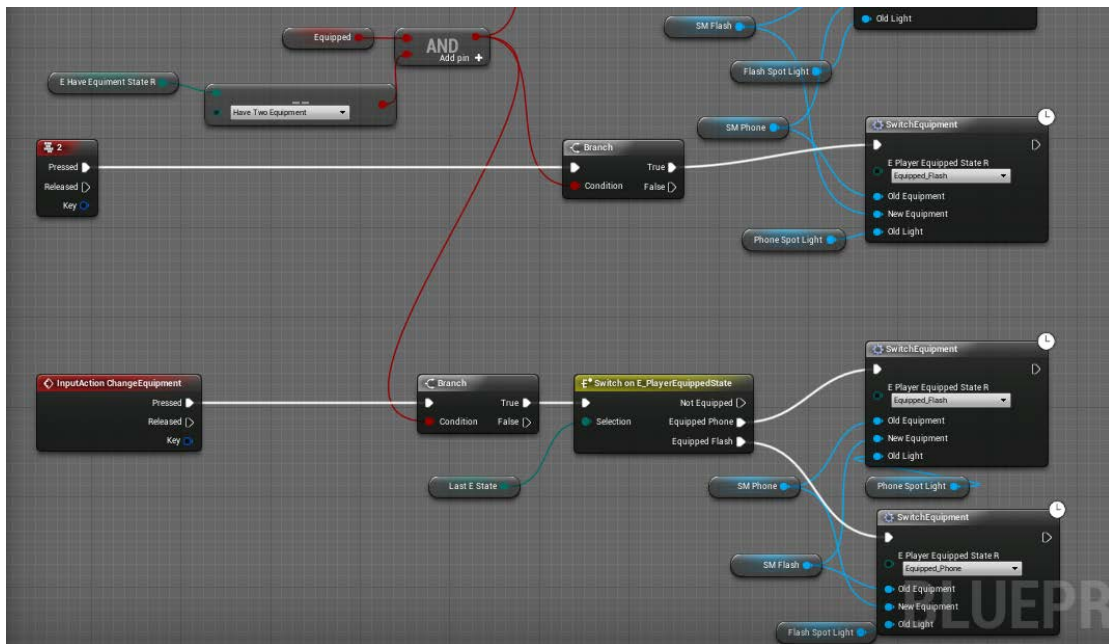 Equipped
AND
Add pin +
E Have Equiment State R
==
Have Two Equipment
SM Flash
Old Light
Flash Spot Light
SM Phone
2
Pressed
Released
Key
Branch
True
Condition
False
SwitchEquipment
E Player Equipped State R
Equipped_Flash
Old Equipment
New Equipment
Old Light
Phone Spot Light
InputAction ChangeEquipment
Pressed
Released
Key
Branch
True
Condition
False
Switch on E_PlayerEquippedState
Not Equipped
Selection
Equipped Phone
Equipped Flash
Last E State
SwitchEquipment
E Player Equipped State R
Equipped_Flash
Old Equipment
New Equipment
Old Light
SM Phone
Phone Spot Light
SwitchEquipment
E Player Equipped State R
Equipped_Phone
SM Flash
Old Equipment
New Equipment
Old Light
Flash Spot Light
BLUEPR